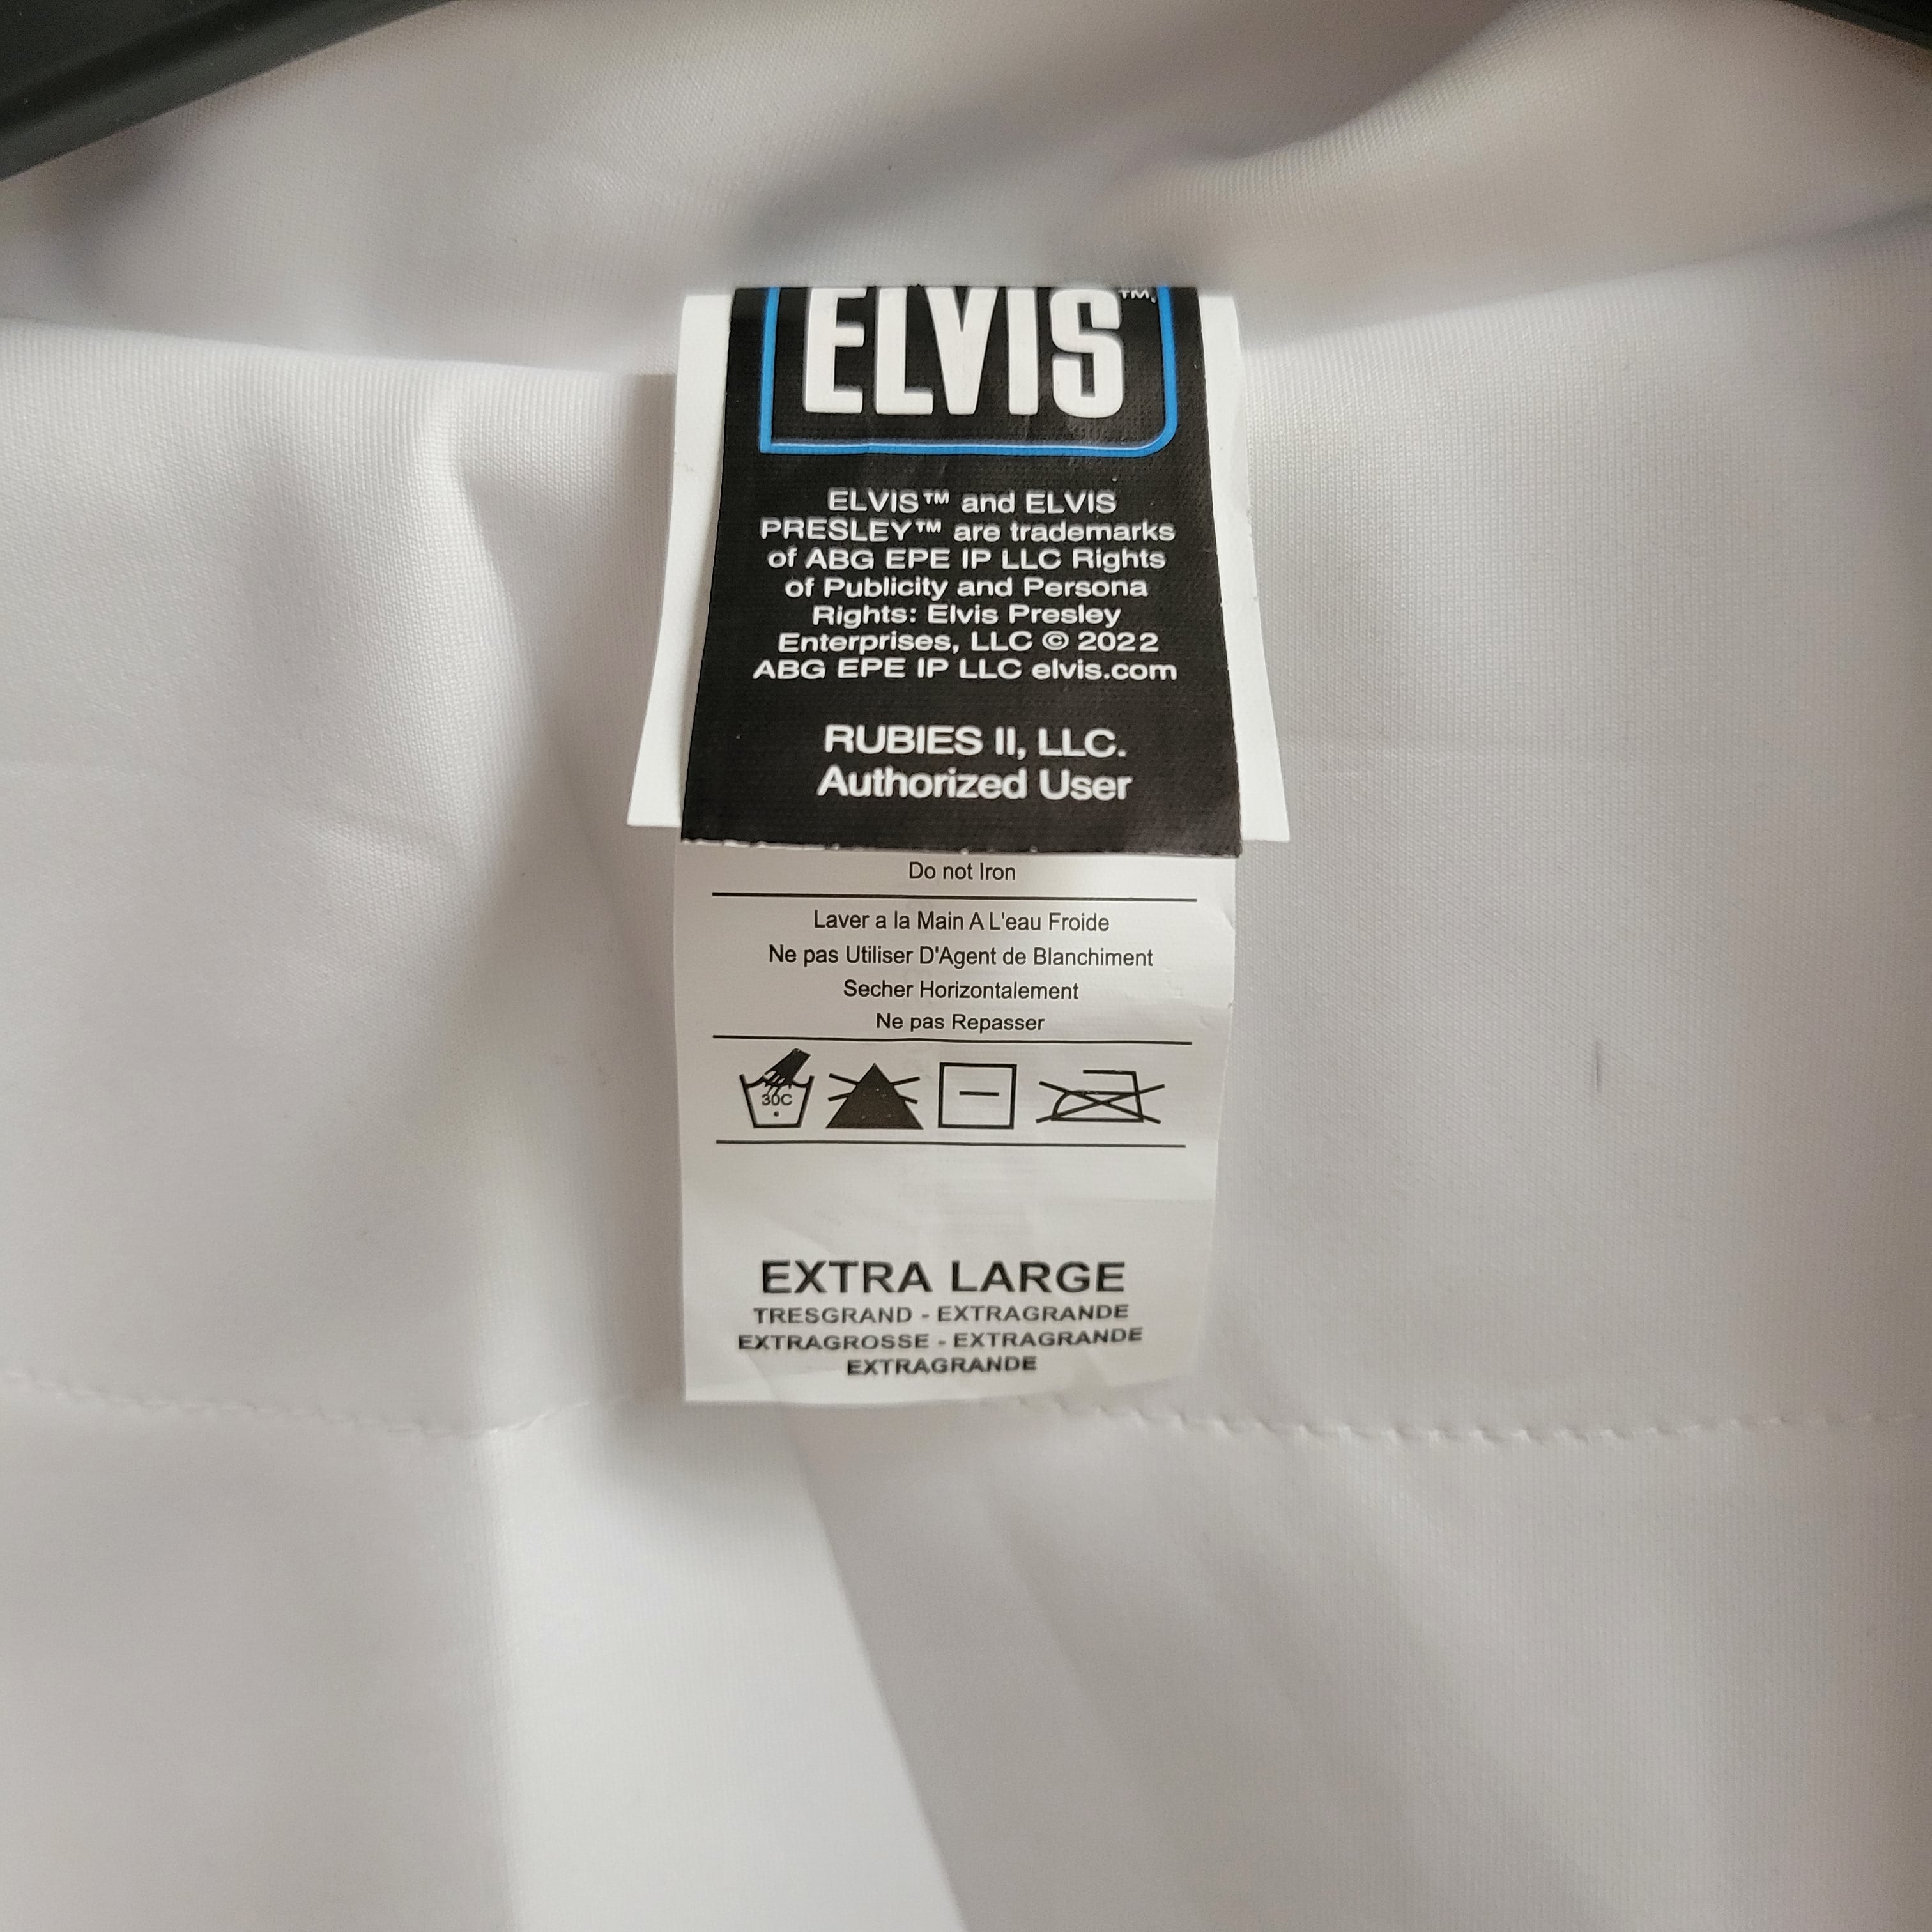 ELVIS™
ELVIS™ and ELVIS
PRESLEY™ are trademarks
of ABG EPE IP LLC Rights
of Publicity and Persona
Rights: Elvis Presley
Enterprises, LLC © 2022
ABG EPE IP LLC elvis.com
RUBIES II, LLC.
Authorized User
Do not Iron
Laver a la Main A L'eau Froide
Ne pas Utiliser D'Agent de Blanchiment
Secher Horizontalement
Ne pas Repasser
30C
EXTRA LARGE
TRESGRAND - EXTRAGRANDE
EXTRAGROSSE - EXTRAGRANDE
EXTRAGRANDE